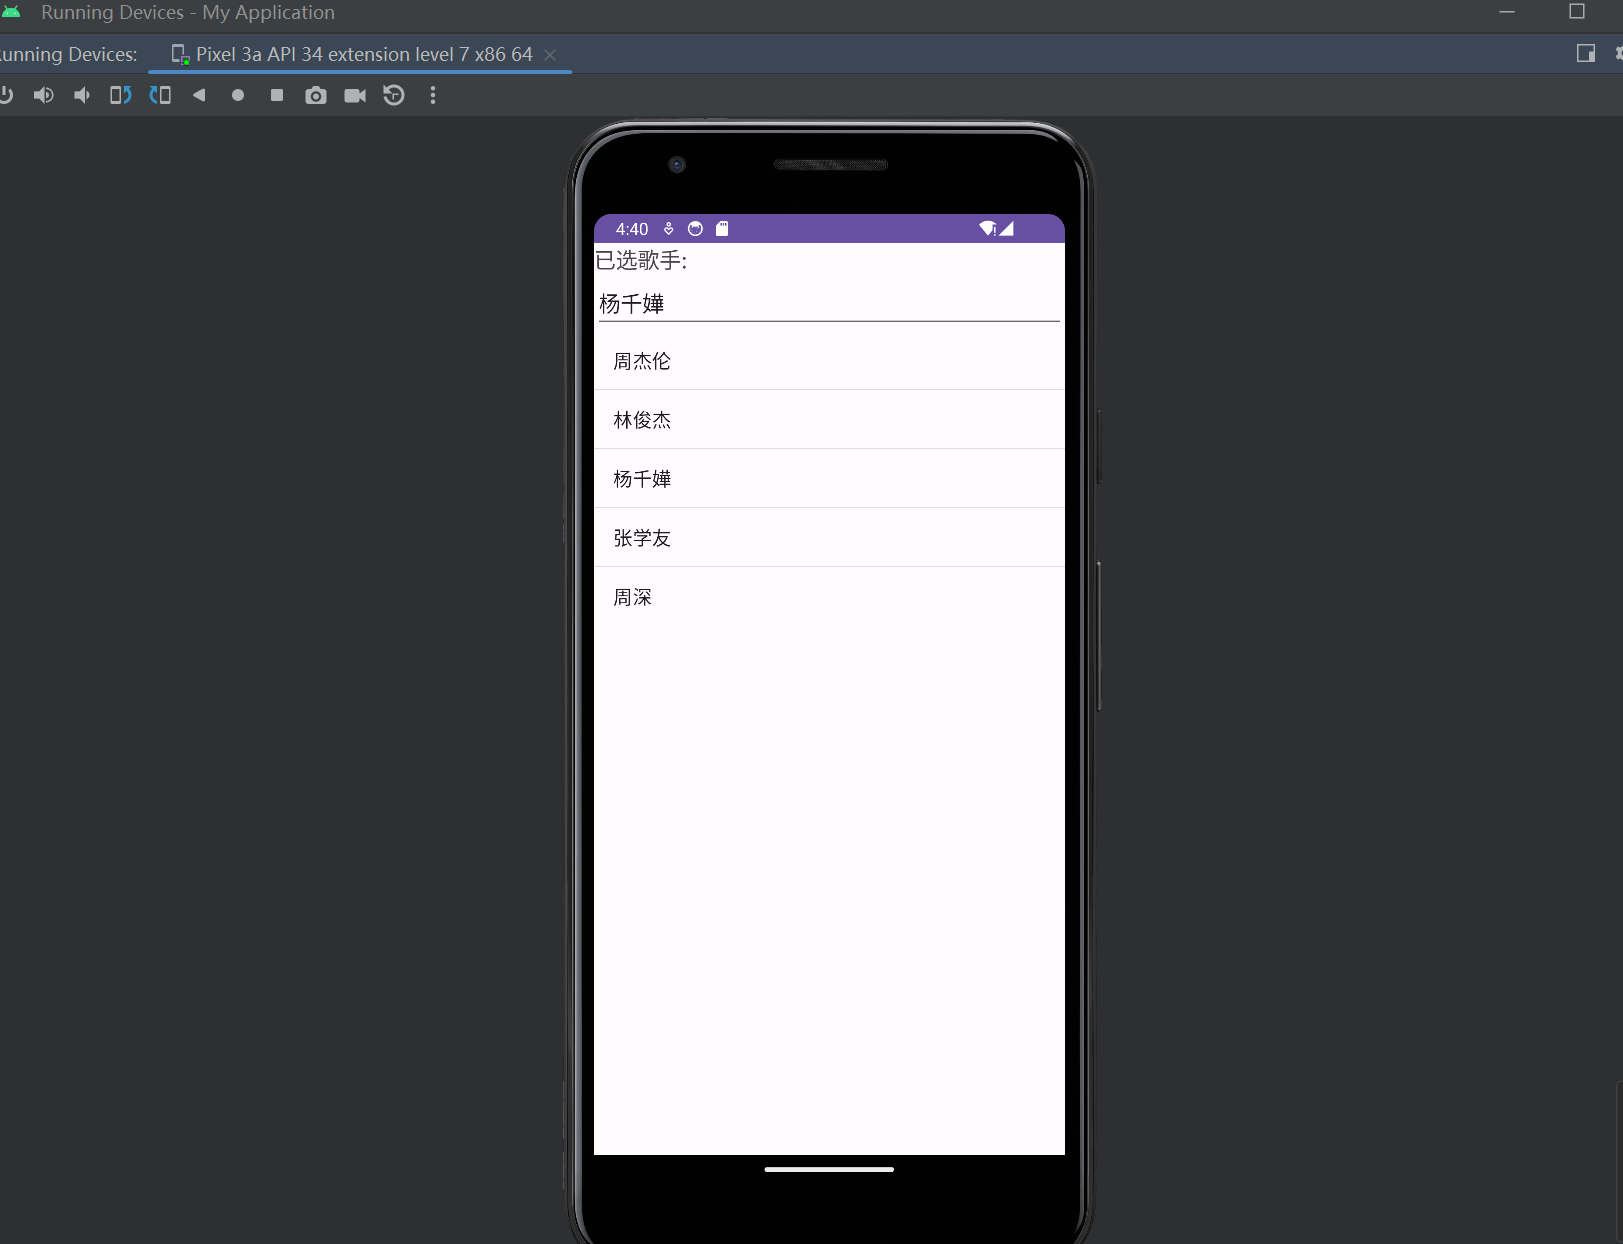 Running Devices - My Application
unning Devices:
Pixel 3a API 34 extension level 7 x86 64
4:40
已选歌手:
杨千嬅
周杰伦
林俊杰
杨千嬅
张学友
周深